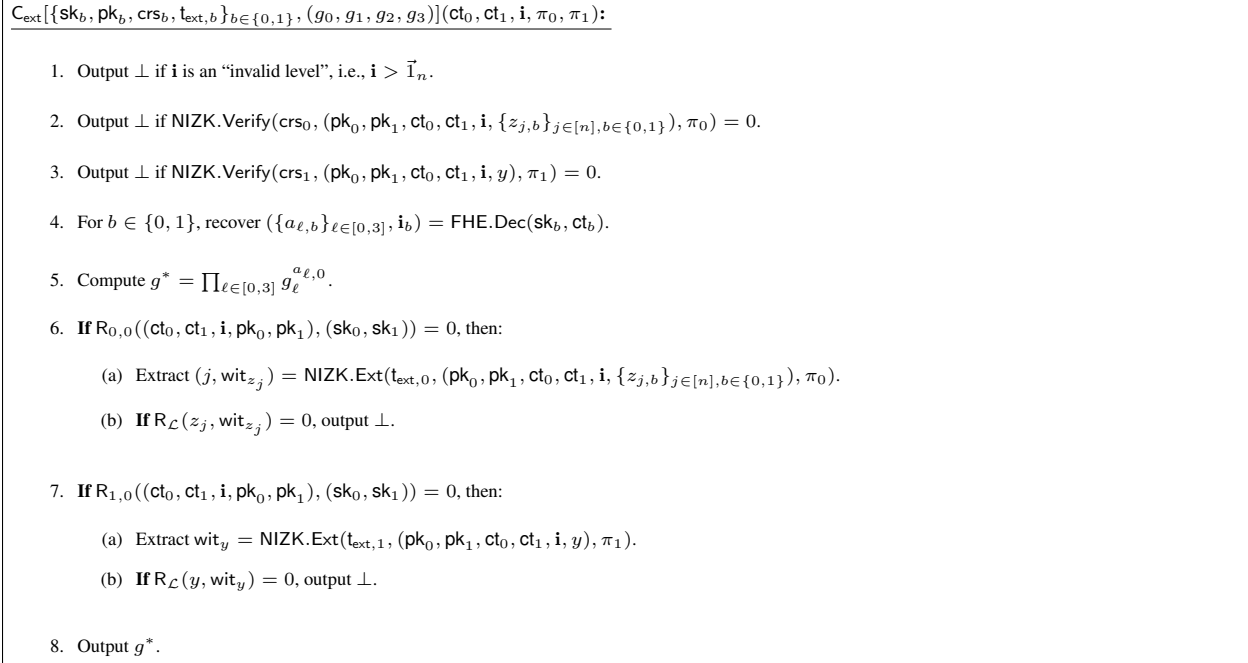 C_ext[{sk_b, pk_b, crs_b, t_ext,b}_{b∈{0,1}}, (g_0, g_1, g_2, g_3)](ct_0, ct_1, i, π_0, π_1):
1. Output ⊥ if i is an “invalid level”, i.e., i > \vec{1}_n.
2. Output ⊥ if NIZK.Verify(crs_0, (pk_0, pk_1, ct_0, ct_1, i, {z_{j,b}}_{j∈[n],b∈{0,1}}), π_0) = 0.
3. Output ⊥ if NIZK.Verify(crs_1, (pk_0, pk_1, ct_0, ct_1, i, y), π_1) = 0.
4. For b ∈ {0, 1}, recover ({a_{ℓ,b}}_{ℓ∈[0,3]}, i_b) = FHE.Dec(sk_b, ct_b).
5. Compute g^* = ∏_{ℓ∈[0,3]} g_ℓ^{a_{ℓ,0}}.
6. If R_{0,0}((ct_0, ct_1, i, pk_0, pk_1), (sk_0, sk_1)) = 0, then:
(a) Extract (j, wit_{z_j}) = NIZK.Ext(t_{ext,0}, (pk_0, pk_1, ct_0, ct_1, i, {z_{j,b}}_{j∈[n],b∈{0,1}}), π_0).
(b) If R_ℒ(z_j, wit_{z_j}) = 0, output ⊥.
7. If R_{1,0}((ct_0, ct_1, i, pk_0, pk_1), (sk_0, sk_1)) = 0, then:
(a) Extract wit_y = NIZK.Ext(t_{ext,1}, (pk_0, pk_1, ct_0, ct_1, i, y), π_1).
(b) If R_ℒ(y, wit_y) = 0, output ⊥.
8. Output g^*.